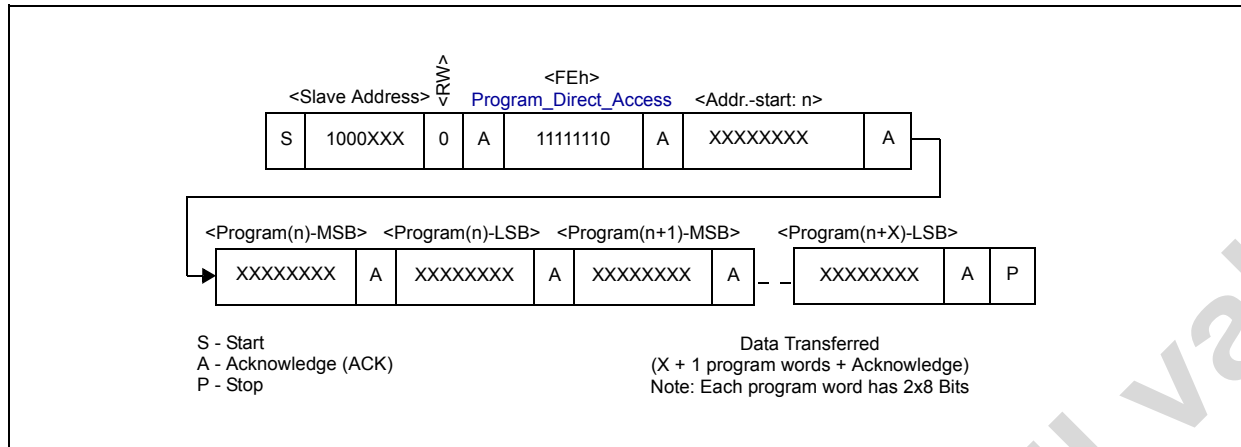 <RW>
<FEh>
<Slave Address> Program_Direct_Access <Addr.-start: n>
S 1000XXX 0 A 11111110 A XXXXXXXX A
<Program(n)-MSB> <Program(n)-LSB> <Program(n+1)-MSB> <Program(n+X)-LSB>
XXXXXXXX A XXXXXXXX A XXXXXXXX A XXXXXXXX A P
S - Start
A - Acknowledge (ACK)
P - Stop
Data Transferred
(X + 1 program words + Acknowledge)
Note: Each program word has 2x8 Bits